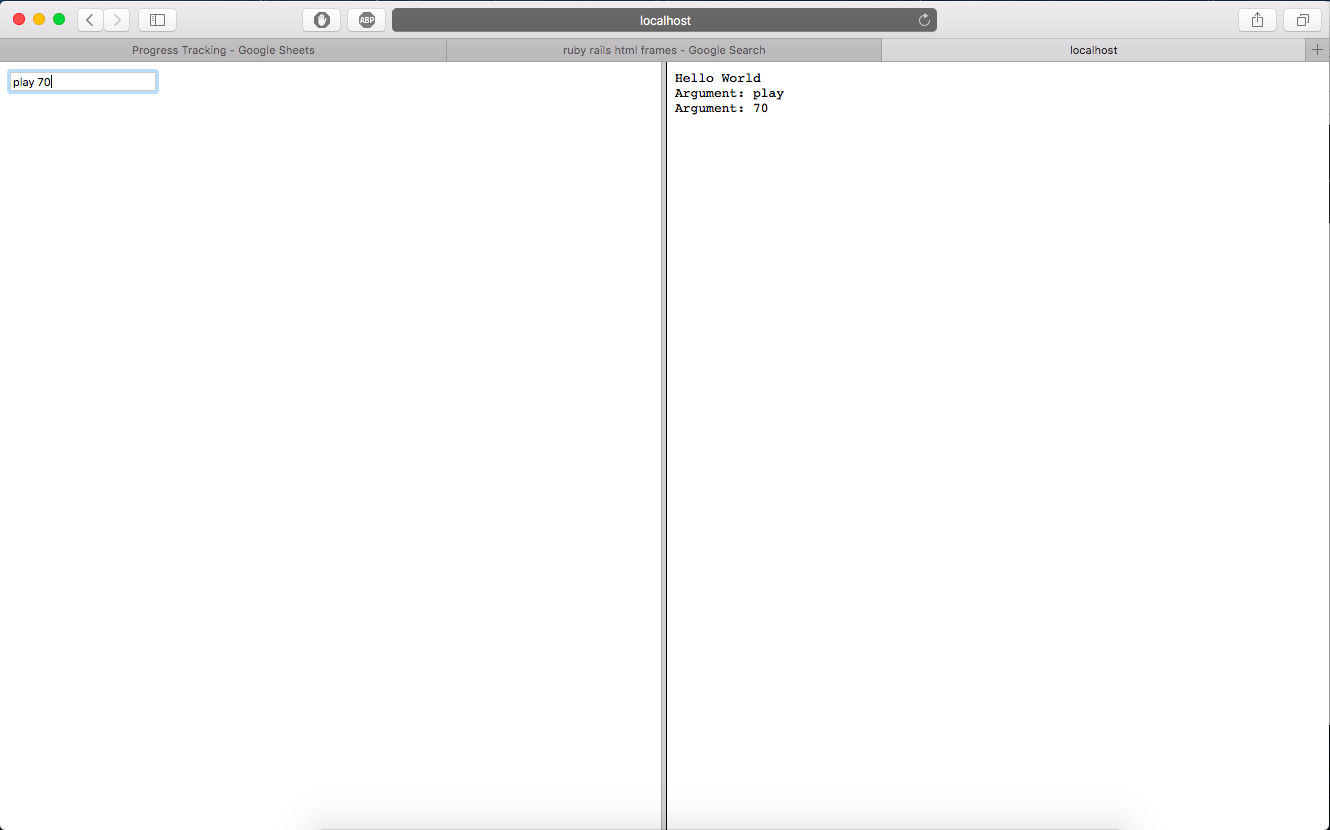 ABP
localhost
Progress Tracking - Google Sheets
ruby rails html frames - Google Search
localhost
play 70
Hello World
Argument: play
Argument: 70